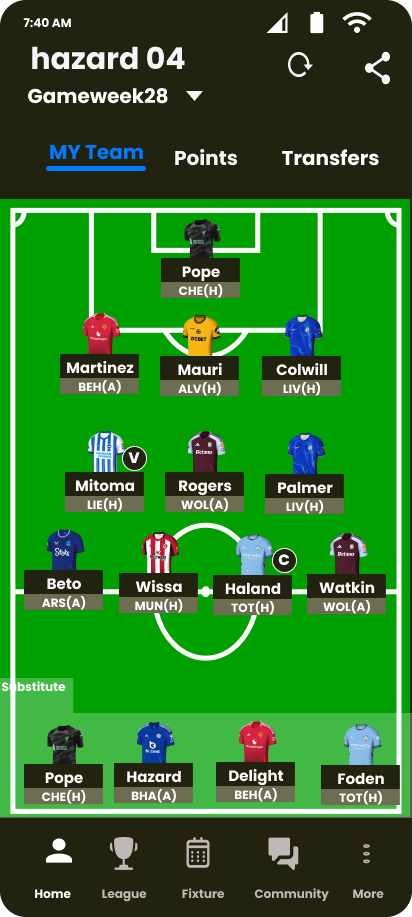 7:40 AM
hazard 04
Gameweek28
MY Team Points Transfers
Pope
CHE(H)
Martinez Mauri Colwill
BEH(A) ALV(H) LIV(H)
V
Mitoma Rogers Palmer
LIE(H) WOL(A) LIV(H)
C
Beto Wissa Haland Watkin
ARS(A) MUN(H) TOT(H) WOL(A)
Substitute
Pope Hazard Delight Foden
CHE(H) BHA(A) BEH(A) TOT(H)
Home League Fixture Community More